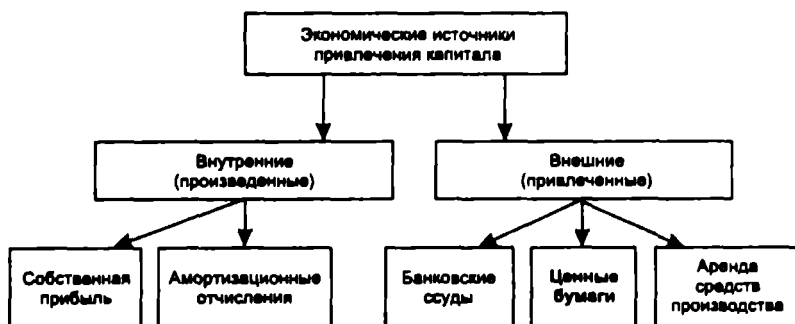 Экономические источники
привлечения капитала
Внутренние
(произведенные)
Внешние
(привлеченные)
Собственная
прибыль
Амортизационные
отчисления
Банковские
ссуды
Ценные
бумаги
Аренда
средств
производства